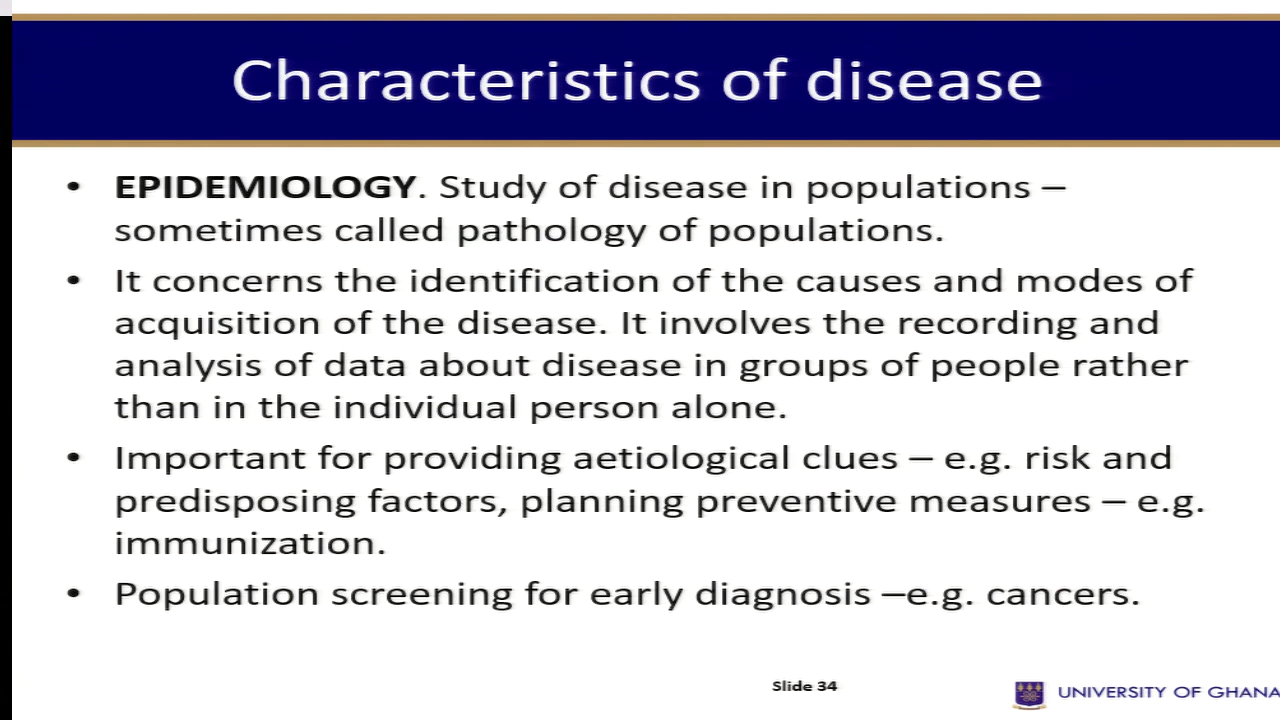 Characteristics of disease
• EPIDEMIOLOGY. Study of disease in populations –
sometimes called pathology of populations.
• It concerns the identification of the causes and modes of
acquisition of the disease. It involves the recording and
analysis of data about disease in groups of people rather
than in the individual person alone.
• Important for providing aetiological clues – e.g. risk and
predisposing factors, planning preventive measures – e.g.
immunization.
• Population screening for early diagnosis –e.g. cancers.
Slide 34
UNIVERSITY OF GHANA